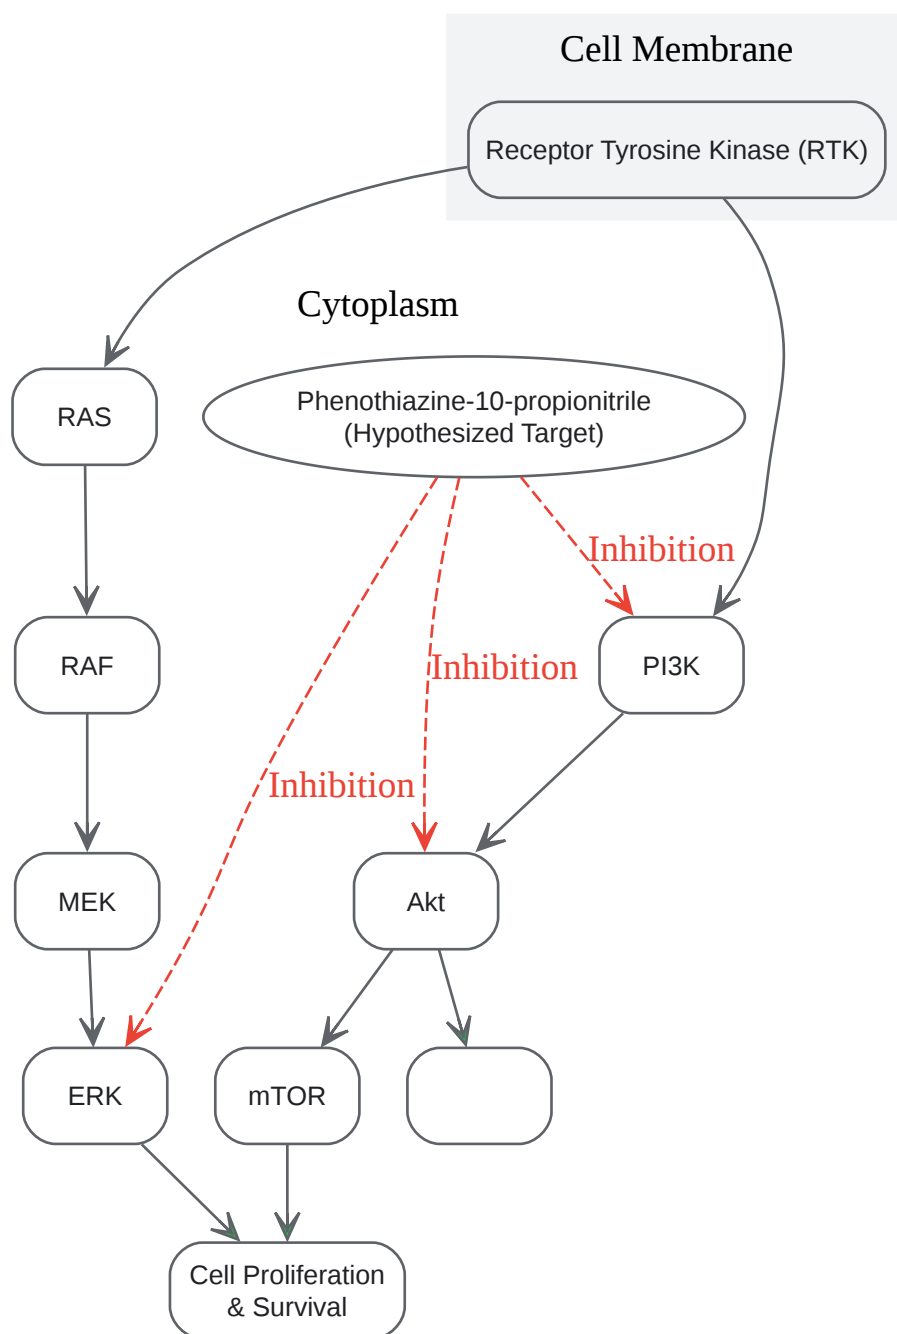 Cell Membrane
Receptor Tyrosine Kinase (RTK)
Cytoplasm
Phenothiazine-10-propionitrile
(Hypothesized Target)
RAS
Inhibition
RAF
Inhibition
PI3K
Inhibition
MEK
Akt
ERK
mTOR
Cell Proliferation
& Survival